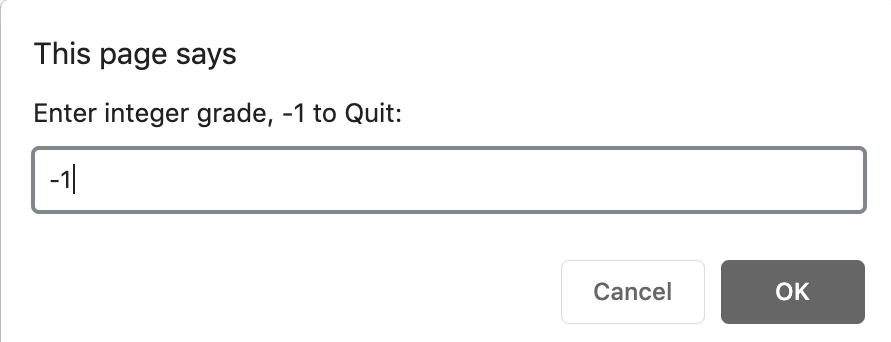 This page says
Enter integer grade, -1 to Quit:
-1
Cancel
OK